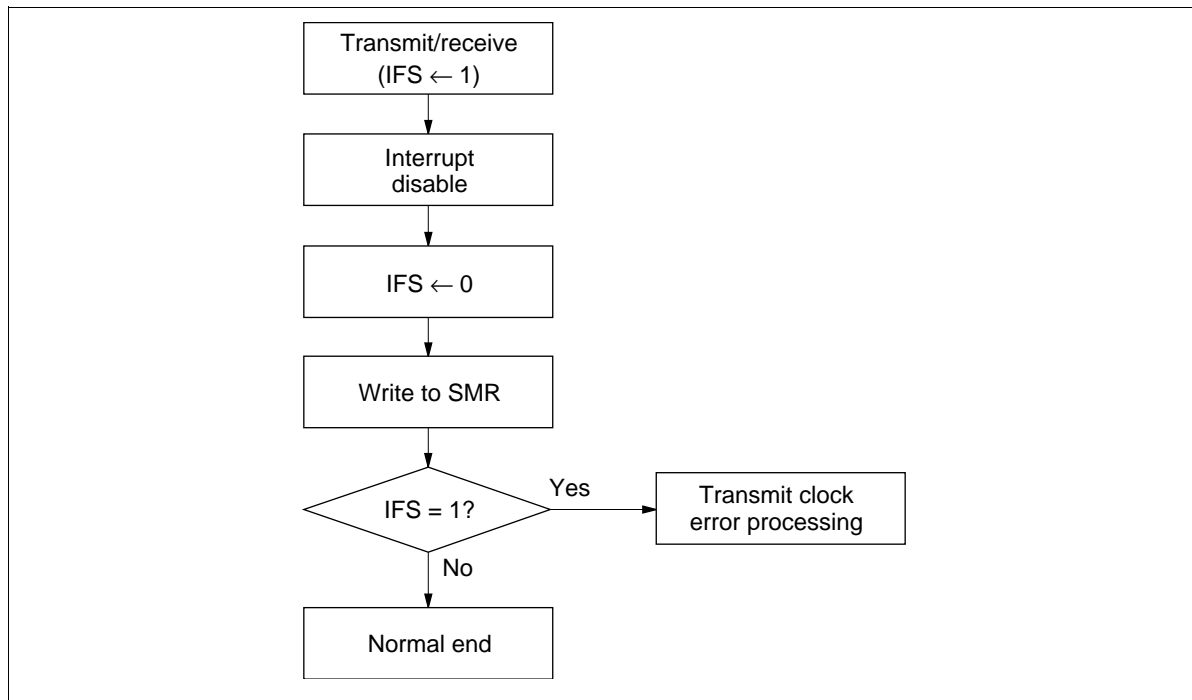 Transmit/receive
(IFS ← 1)
Interrupt
disable
IFS ← 0
Write to SMR
IFS = 1?
Yes
Transmit clock
error processing
No
Normal end